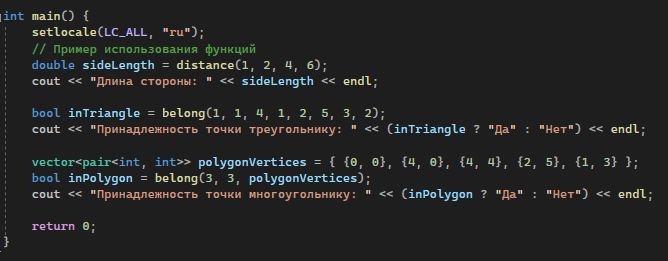 int main() {
    setlocale(LC_ALL, "ru");
    // Пример использования функций
    double sideLength = distance(1, 2, 4, 6);
    cout << "Длина стороны: " << sideLength << endl;

    bool inTriangle = belong(1, 1, 4, 1, 2, 5, 3, 2);
    cout << "Принадлежность точки треугольнику: " << (inTriangle ? "Да" : "Нет") << endl;

    vector<pair<int, int>> polygonVertices = { {0, 0}, {4, 0}, {4, 4}, {2, 5}, {1, 3} };
    bool inPolygon = belong(3, 3, polygonVertices);
    cout << "Принадлежность точки многоугольнику: " << (inPolygon ? "Да" : "Нет") << endl;

    return 0;
}